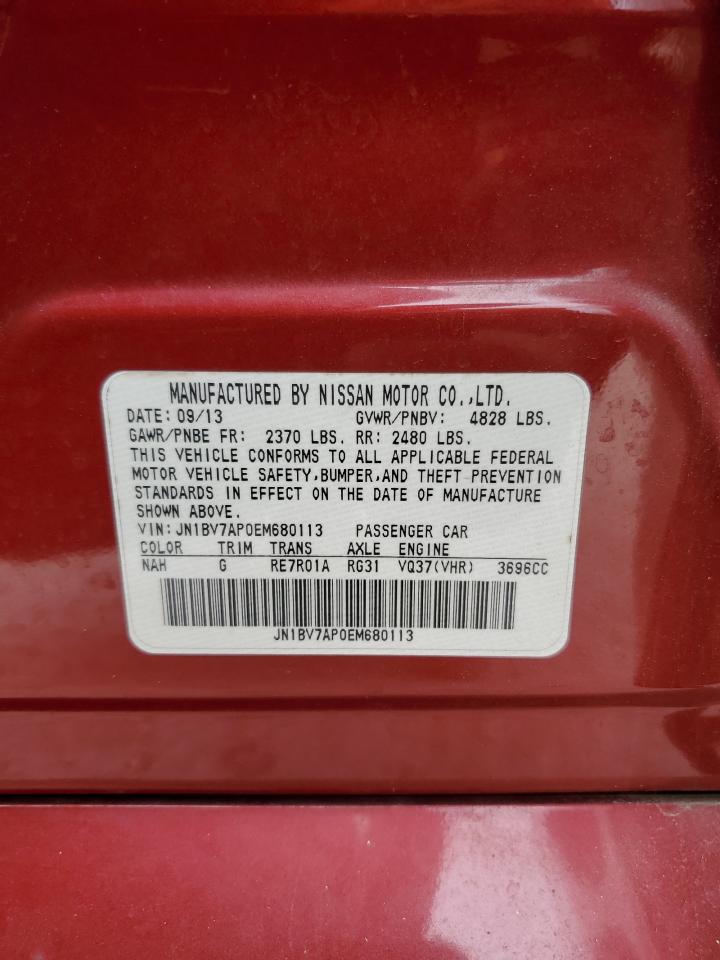 MANUFACTURED BY NISSAN MOTOR CO.,LTD.
DATE: 09/13 GVWR/PNBV: 4828 LBS.
GAWR/PNBE FR: 2370 LBS. RR: 2480 LBS.
THIS VEHICLE CONFORMS TO ALL APPLICABLE FEDERAL
MOTOR VEHICLE SAFETY,BUMPER,AND THEFT PREVENTION
STANDARDS IN EFFECT ON THE DATE OF MANUFACTURE
SHOWN ABOVE.
VIN:JN1BV7AP0EM680113 PASSENGER CAR
COLOR TRIM TRANS AXLE ENGINE
NAH G RE7R01A RG31 VQ37(VHR) 3696CC
JN1BV7AP0EM680113